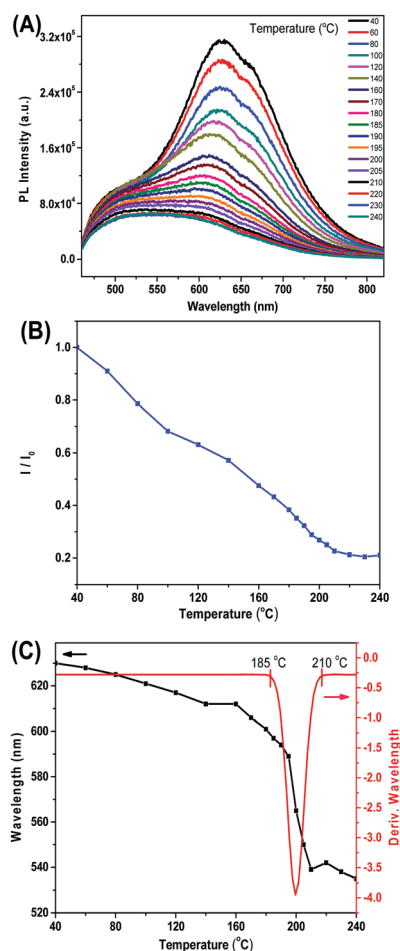 (A)
Temperature (°C)
40
60
80
100
120
140
160
170
180
185
190
195
200
205
210
220
230
240
3.2x10⁵
2.4x10⁵
1.6x10⁵
8.0x10⁴
0.0
PL Intensity (a.u.)
500 550 600 650 700 750 800
Wavelength (nm)
(B)
1.0
0.8
0.6
0.4
0.2
I / I₀
40 80 120 160 200 240
Temperature (°C)
(C)
185 °C 210 °C
620
600
580
560
540
520
Wavelength (nm)
0.0
-0.5
-1.0
-1.5
-2.0
-2.5
-3.0
-3.5
-4.0
Deriv. Wavelength
40 60 80 100 120 140 160 180 200 220 240
Temperature (°C)